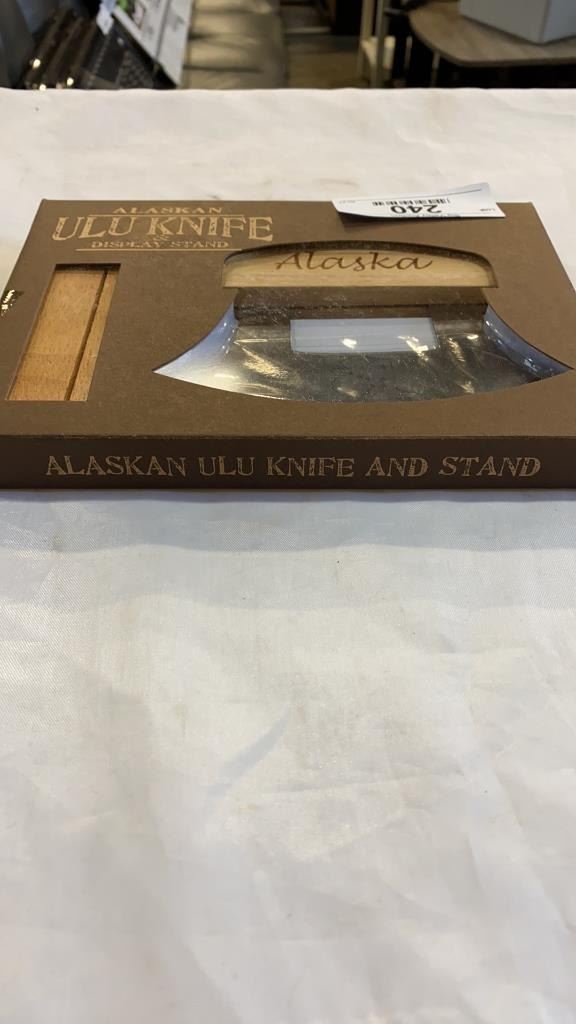 ALASKAN
ULU KNIFE
&
DISPLAY STAND
240
Alaska
ALASKAN ULU KNIFE AND STAND